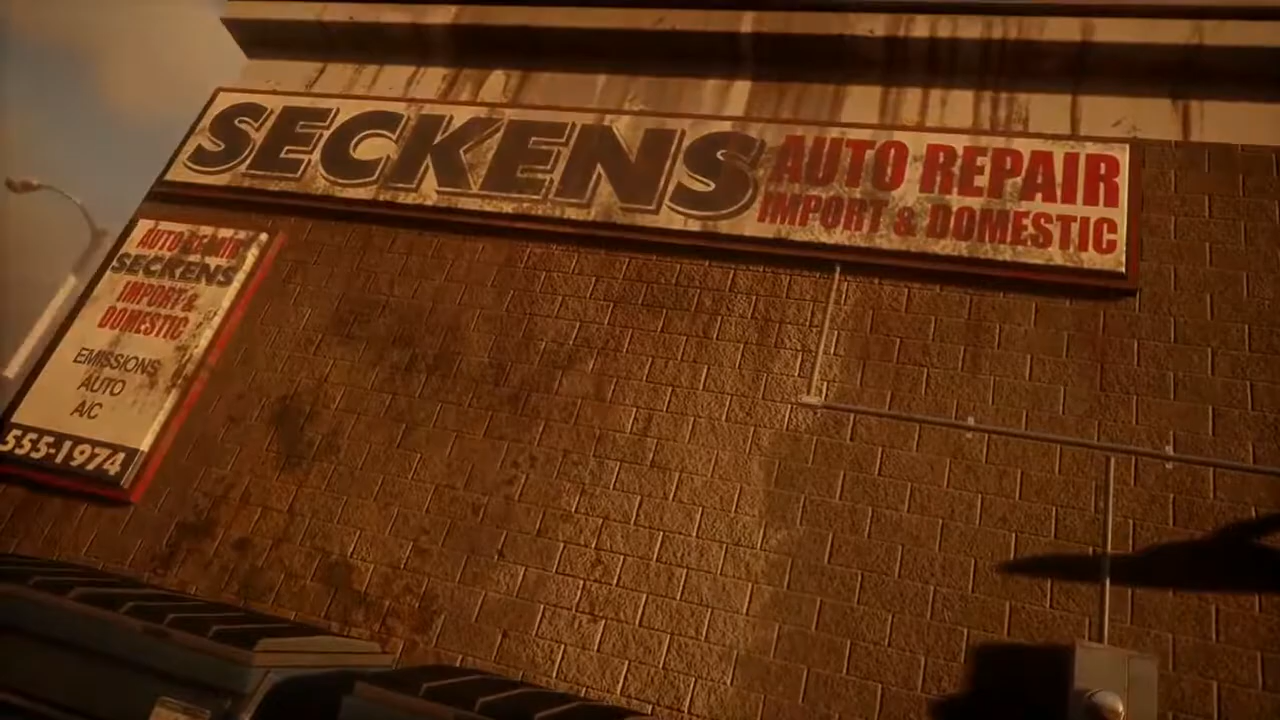 SECKENS
AUTO REPAIR
IMPORT & DOMESTIC
AUTO REPAIR
SECKENS
IMPORT &
DOMESTIC
EMISSIONS
AUTO
A/C
555-1974